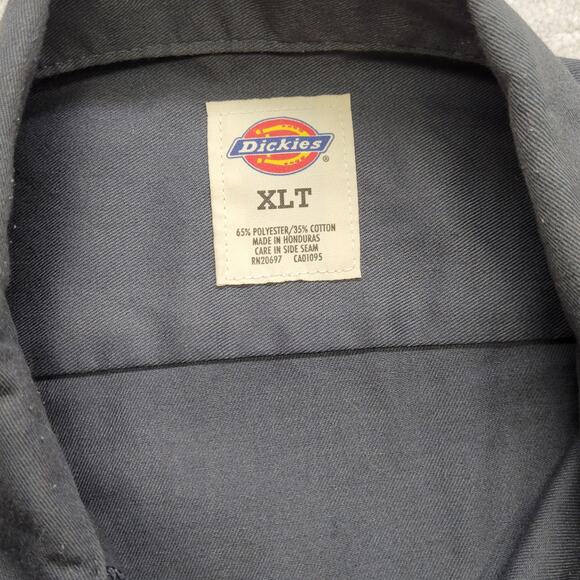 Dickies®
XLT
65% POLYESTER/35% COTTON
MADE IN HONDURAS
CARE IN SIDE SEAM
RN20697 CA01095